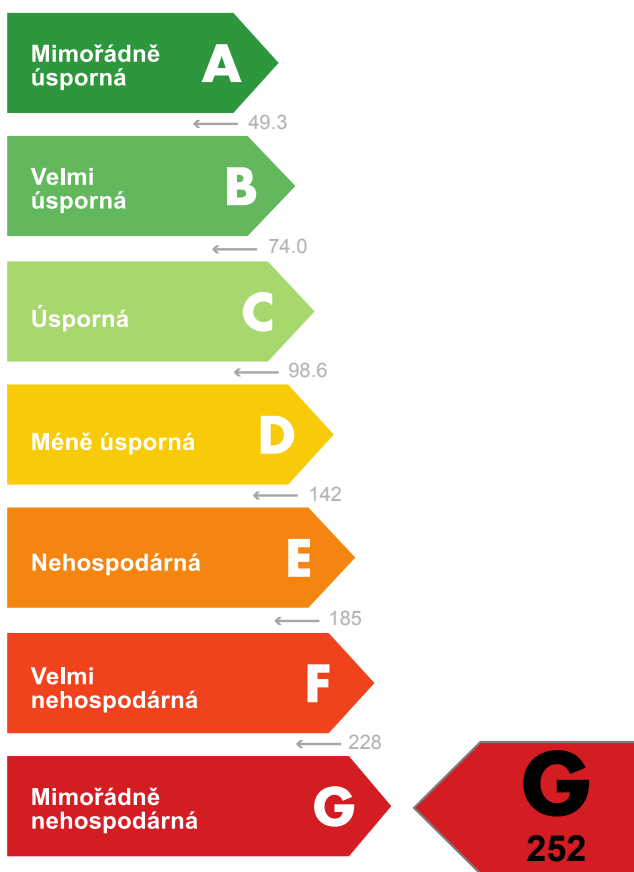 Mimořádně
úsporná
A
49.3
Velmi
úsporná
B
74.0
Úsporná
C
98.6
Méně úsporná
D
142
Nehospodárná
E
185
Velmi
nehospodárná
F
228
Mimořádně
nehospodárná
G
G
252